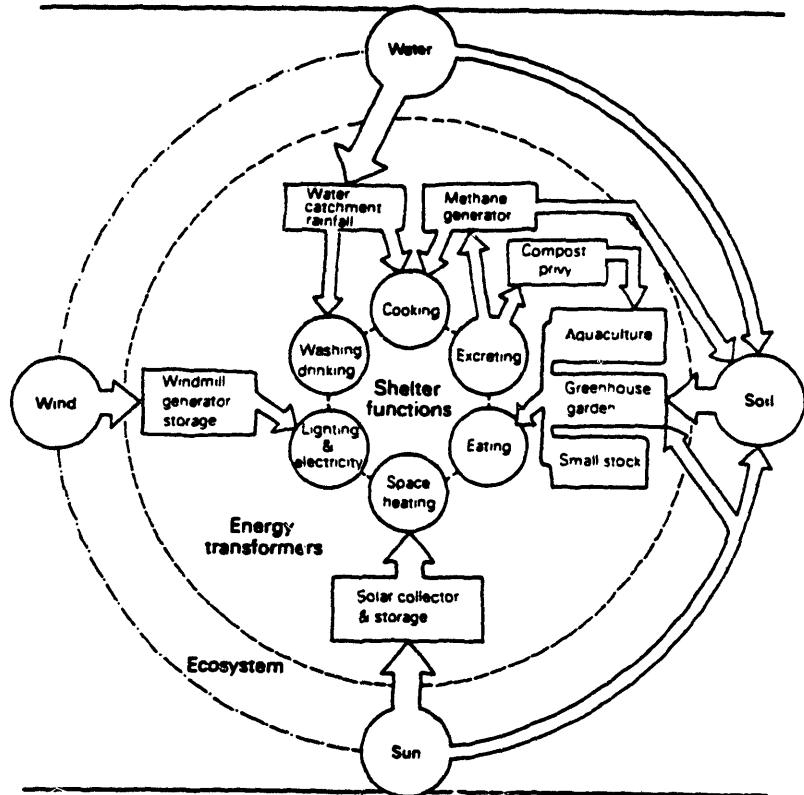 Water
Water
catchment
rainfall
Methane
generator
Compost
privy
Cooking
Washing
drinking
Excreting
Aquaculture
Wind
Windmill
generator
storage
Shelter
functions
Greenhouse
garden
Soil
Lighting
&
electricity
Eating
Small stock
Space
heating
Energy
transformers
Solar collector
& storage
Ecosystem
Sun